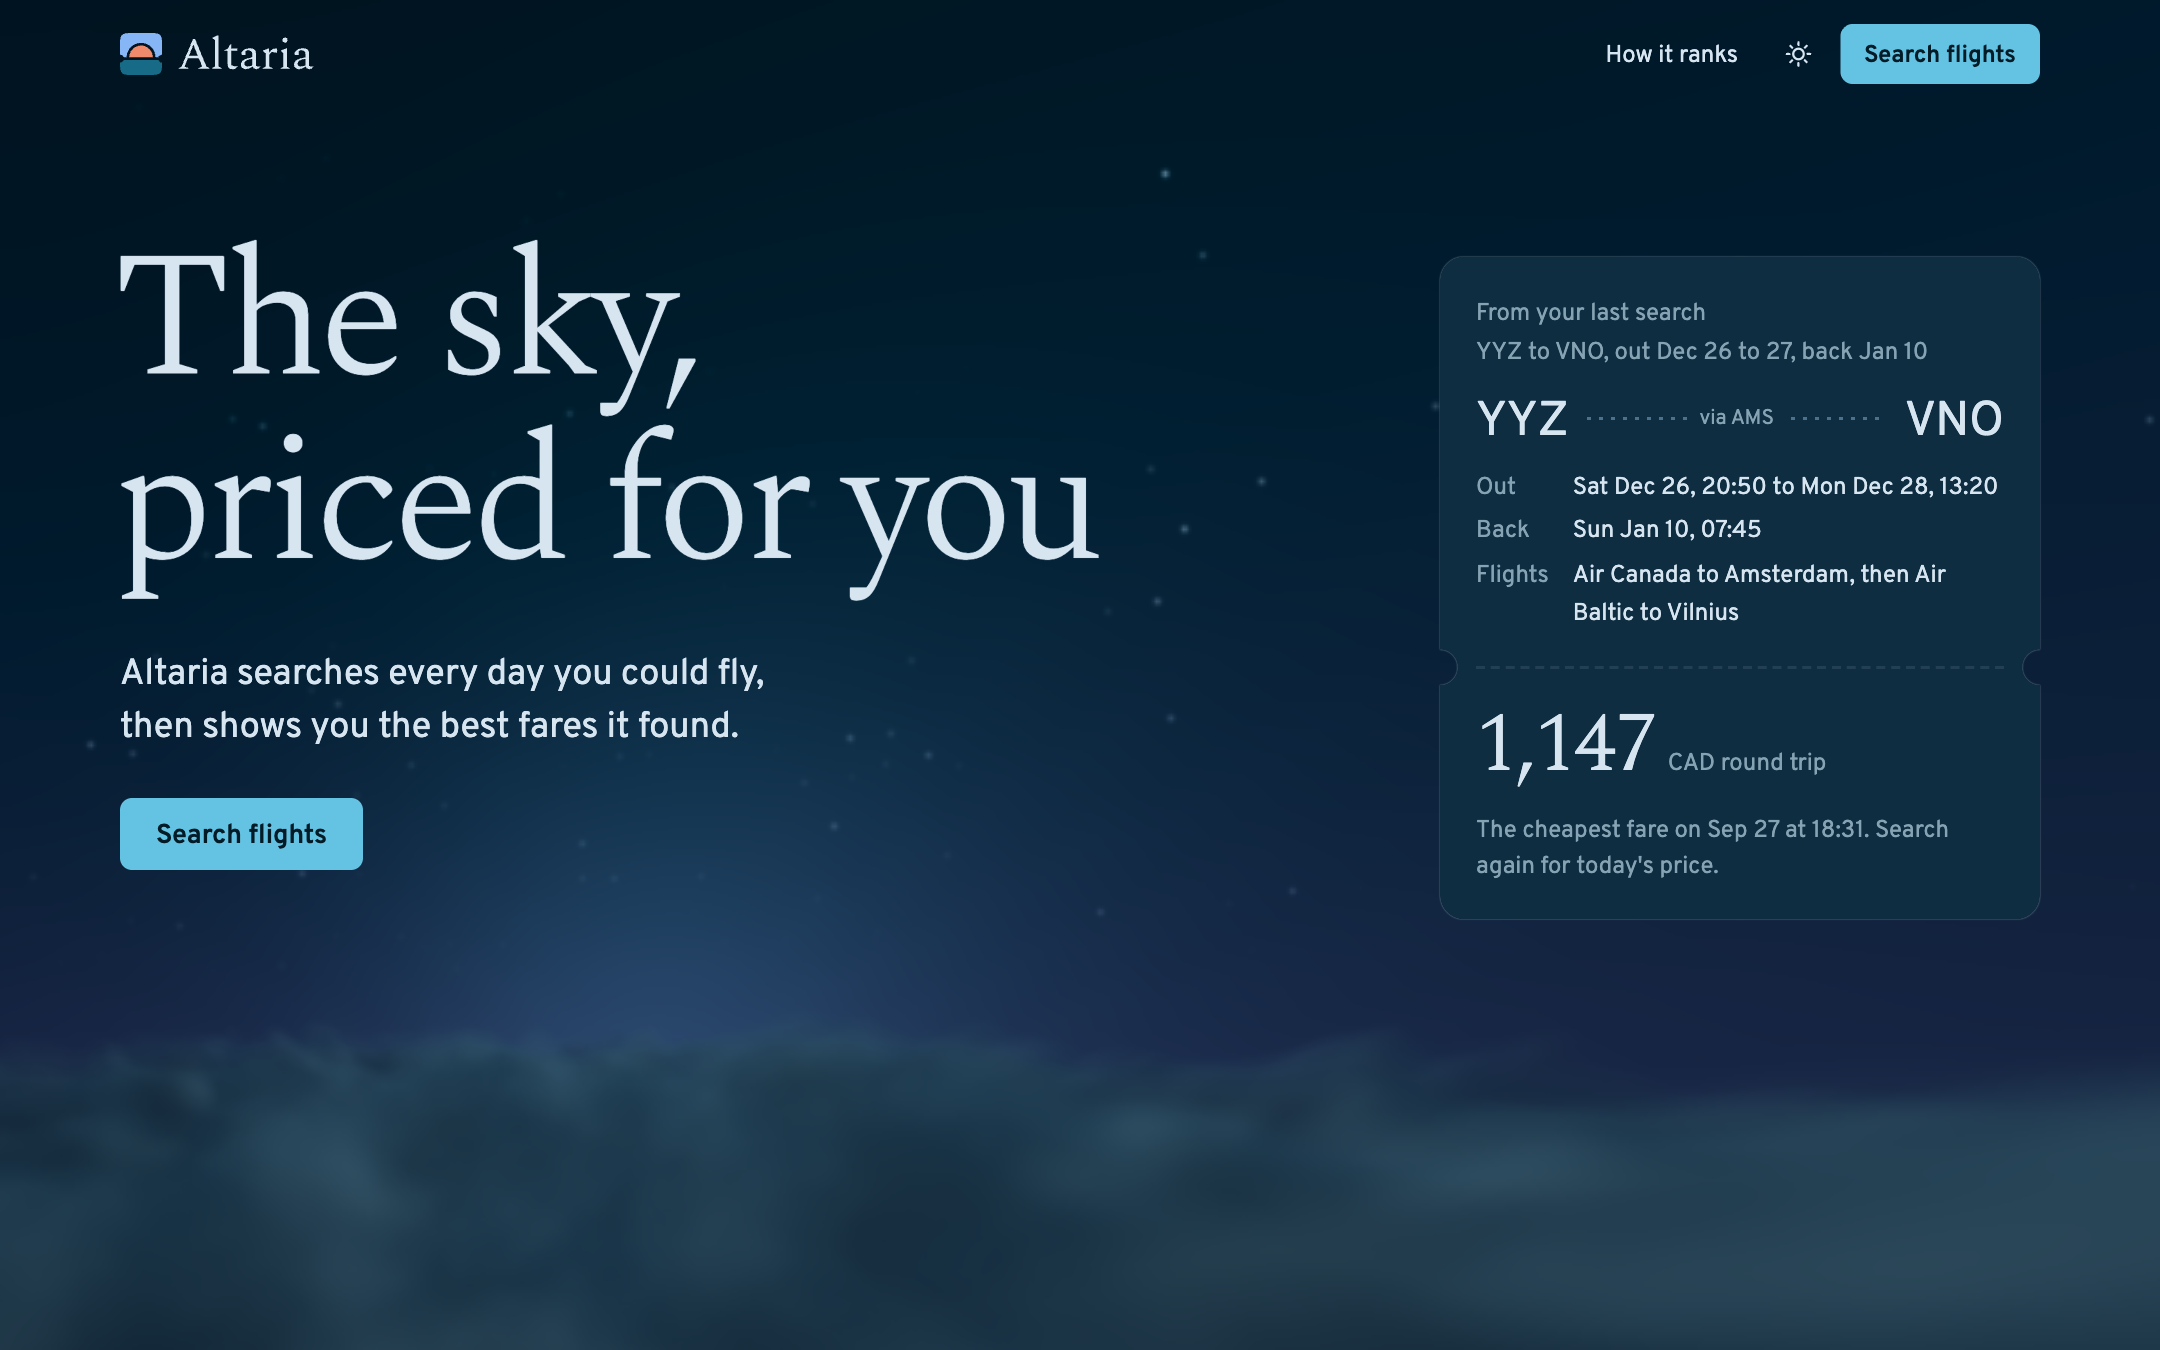 Altaria
How it ranks
Search flights
The sky,
priced for you
Altaria searches every day you could fly,
then shows you the best fares it found.
Search flights
From your last search
YYZ to VNO, out Dec 26 to 27, back Jan 10
YYZ via AMS VNO
Out Sat Dec 26, 20:50 to Mon Dec 28, 13:20
Back Sun Jan 10, 07:45
Flights Air Canada to Amsterdam, then Air
Baltic to Vilnius
1,147 CAD round trip
The cheapest fare on Sep 27 at 18:31. Search
again for today's price.